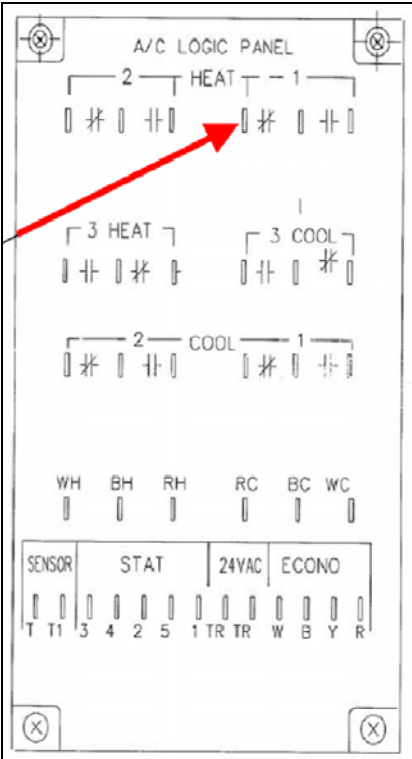 A/C LOGIC PANEL
2 HEAT 1
3 HEAT 3 COOL
2 COOL 1
WH BH RH RC BC WC
SENSOR STAT 24VAC ECONO
T T1 3 4 2 5 1 TR TR W B Y R